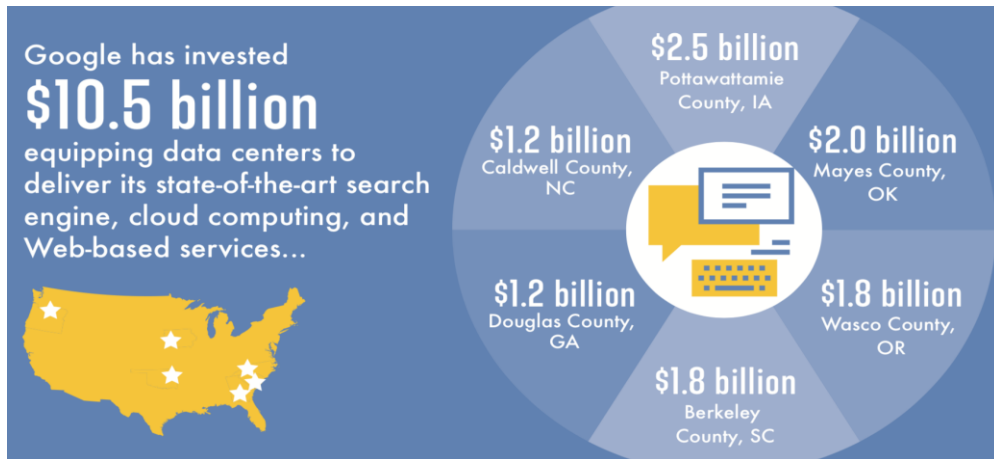 Google has invested
$10.5 billion
equipping data centers to
deliver its state-of-the-art search
engine, cloud computing, and
Web-based services...
$2.5 billion
Pottawattamie
County, IA
$2.0 billion
Mayes County,
OK
$1.8 billion
Wasco County,
OR
$1.8 billion
Berkeley
County, SC
$1.2 billion
Douglas County,
GA
$1.2 billion
Caldwell County,
NC